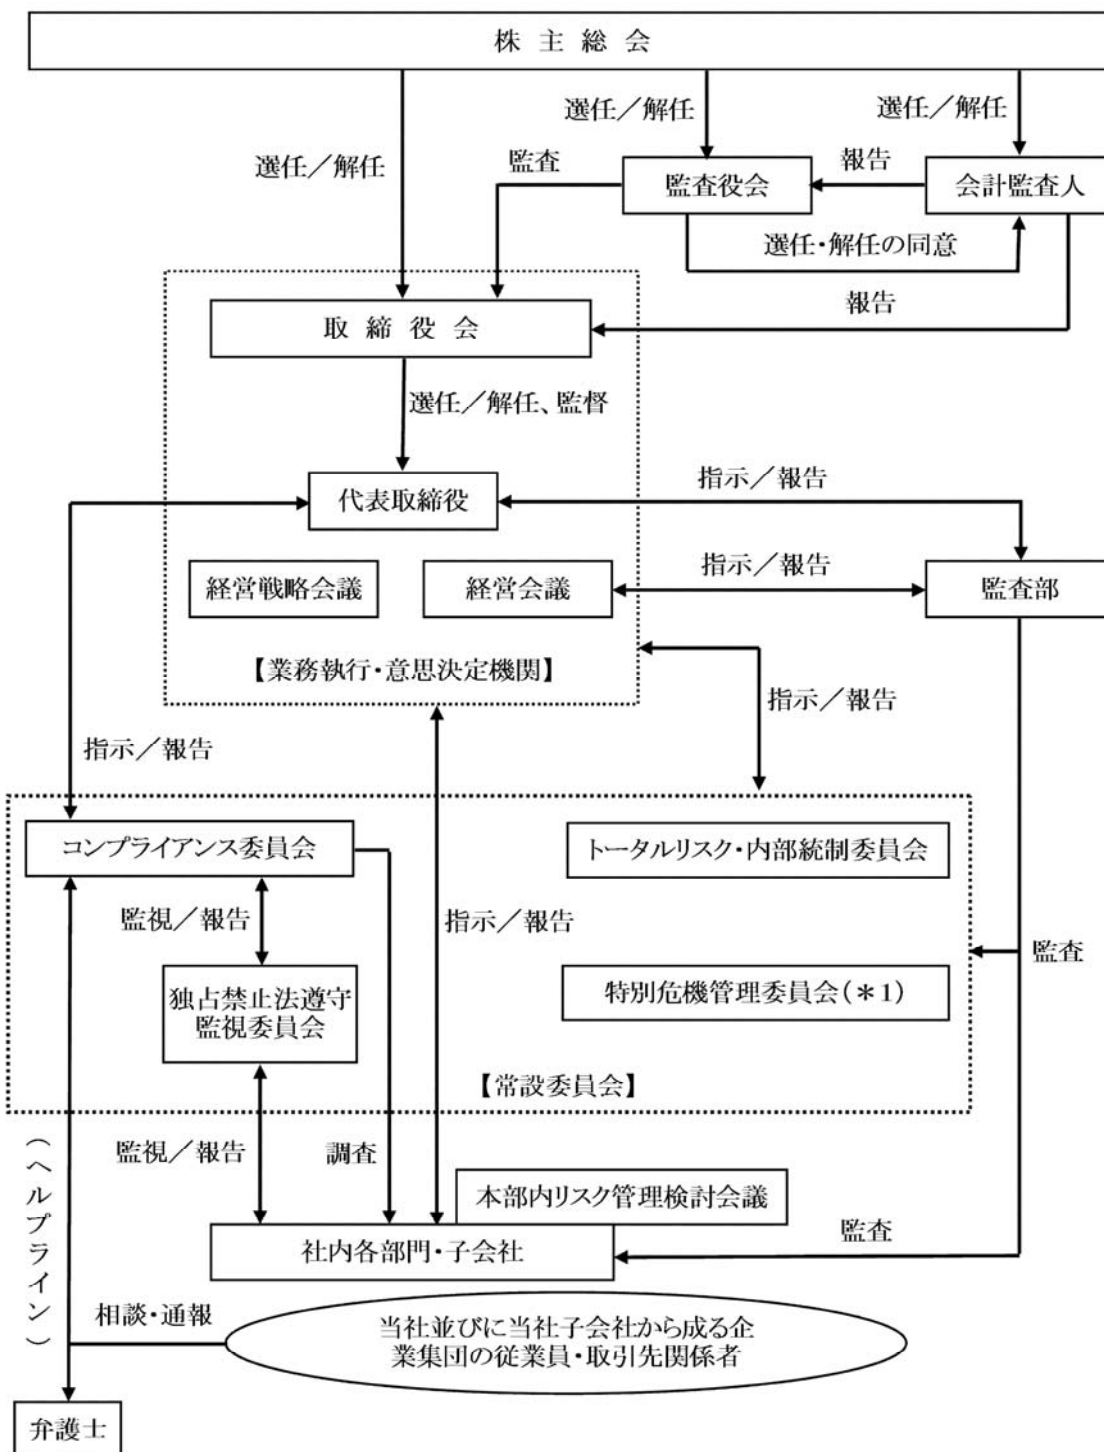 株主総会
選任／解任
選任／解任
選任／解任
監査
報告
監査役会
会計監査人
選任・解任の同意
報告
取締役会
選任／解任、監督
代表取締役
指示／報告
経営戦略会議
経営会議
指示／報告
監査部
【業務執行・意思決定機関】
指示／報告
指示／報告
コンプライアンス委員会
トータルリスク・内部統制委員会
監視／報告
指示／報告
監査
独占禁止法遵守
監視委員会
特別危機管理委員会(＊1)
【常設委員会】
（ヘルプライン）
監視／報告
調査
本部内リスク管理検討会議
社内各部門・子会社
監査
相談・通報
当社並びに当社子会社から成る企
業集団の従業員・取引先関係者
弁護士